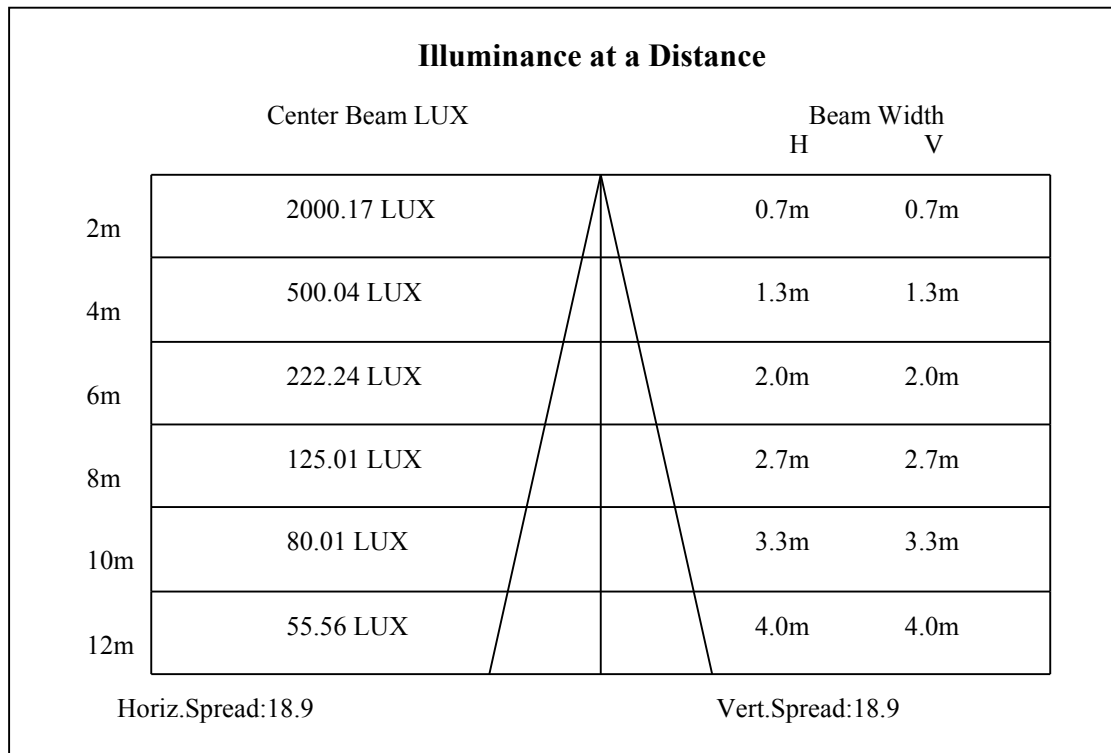 Illuminance at a Distance
Center Beam LUX Beam Width
H V
2000.17 LUX 0.7m 0.7m
2m
500.04 LUX 1.3m 1.3m
4m
222.24 LUX 2.0m 2.0m
6m
125.01 LUX 2.7m 2.7m
8m
80.01 LUX 3.3m 3.3m
10m
55.56 LUX 4.0m 4.0m
12m
Horiz.Spread:18.9 Vert.Spread:18.9